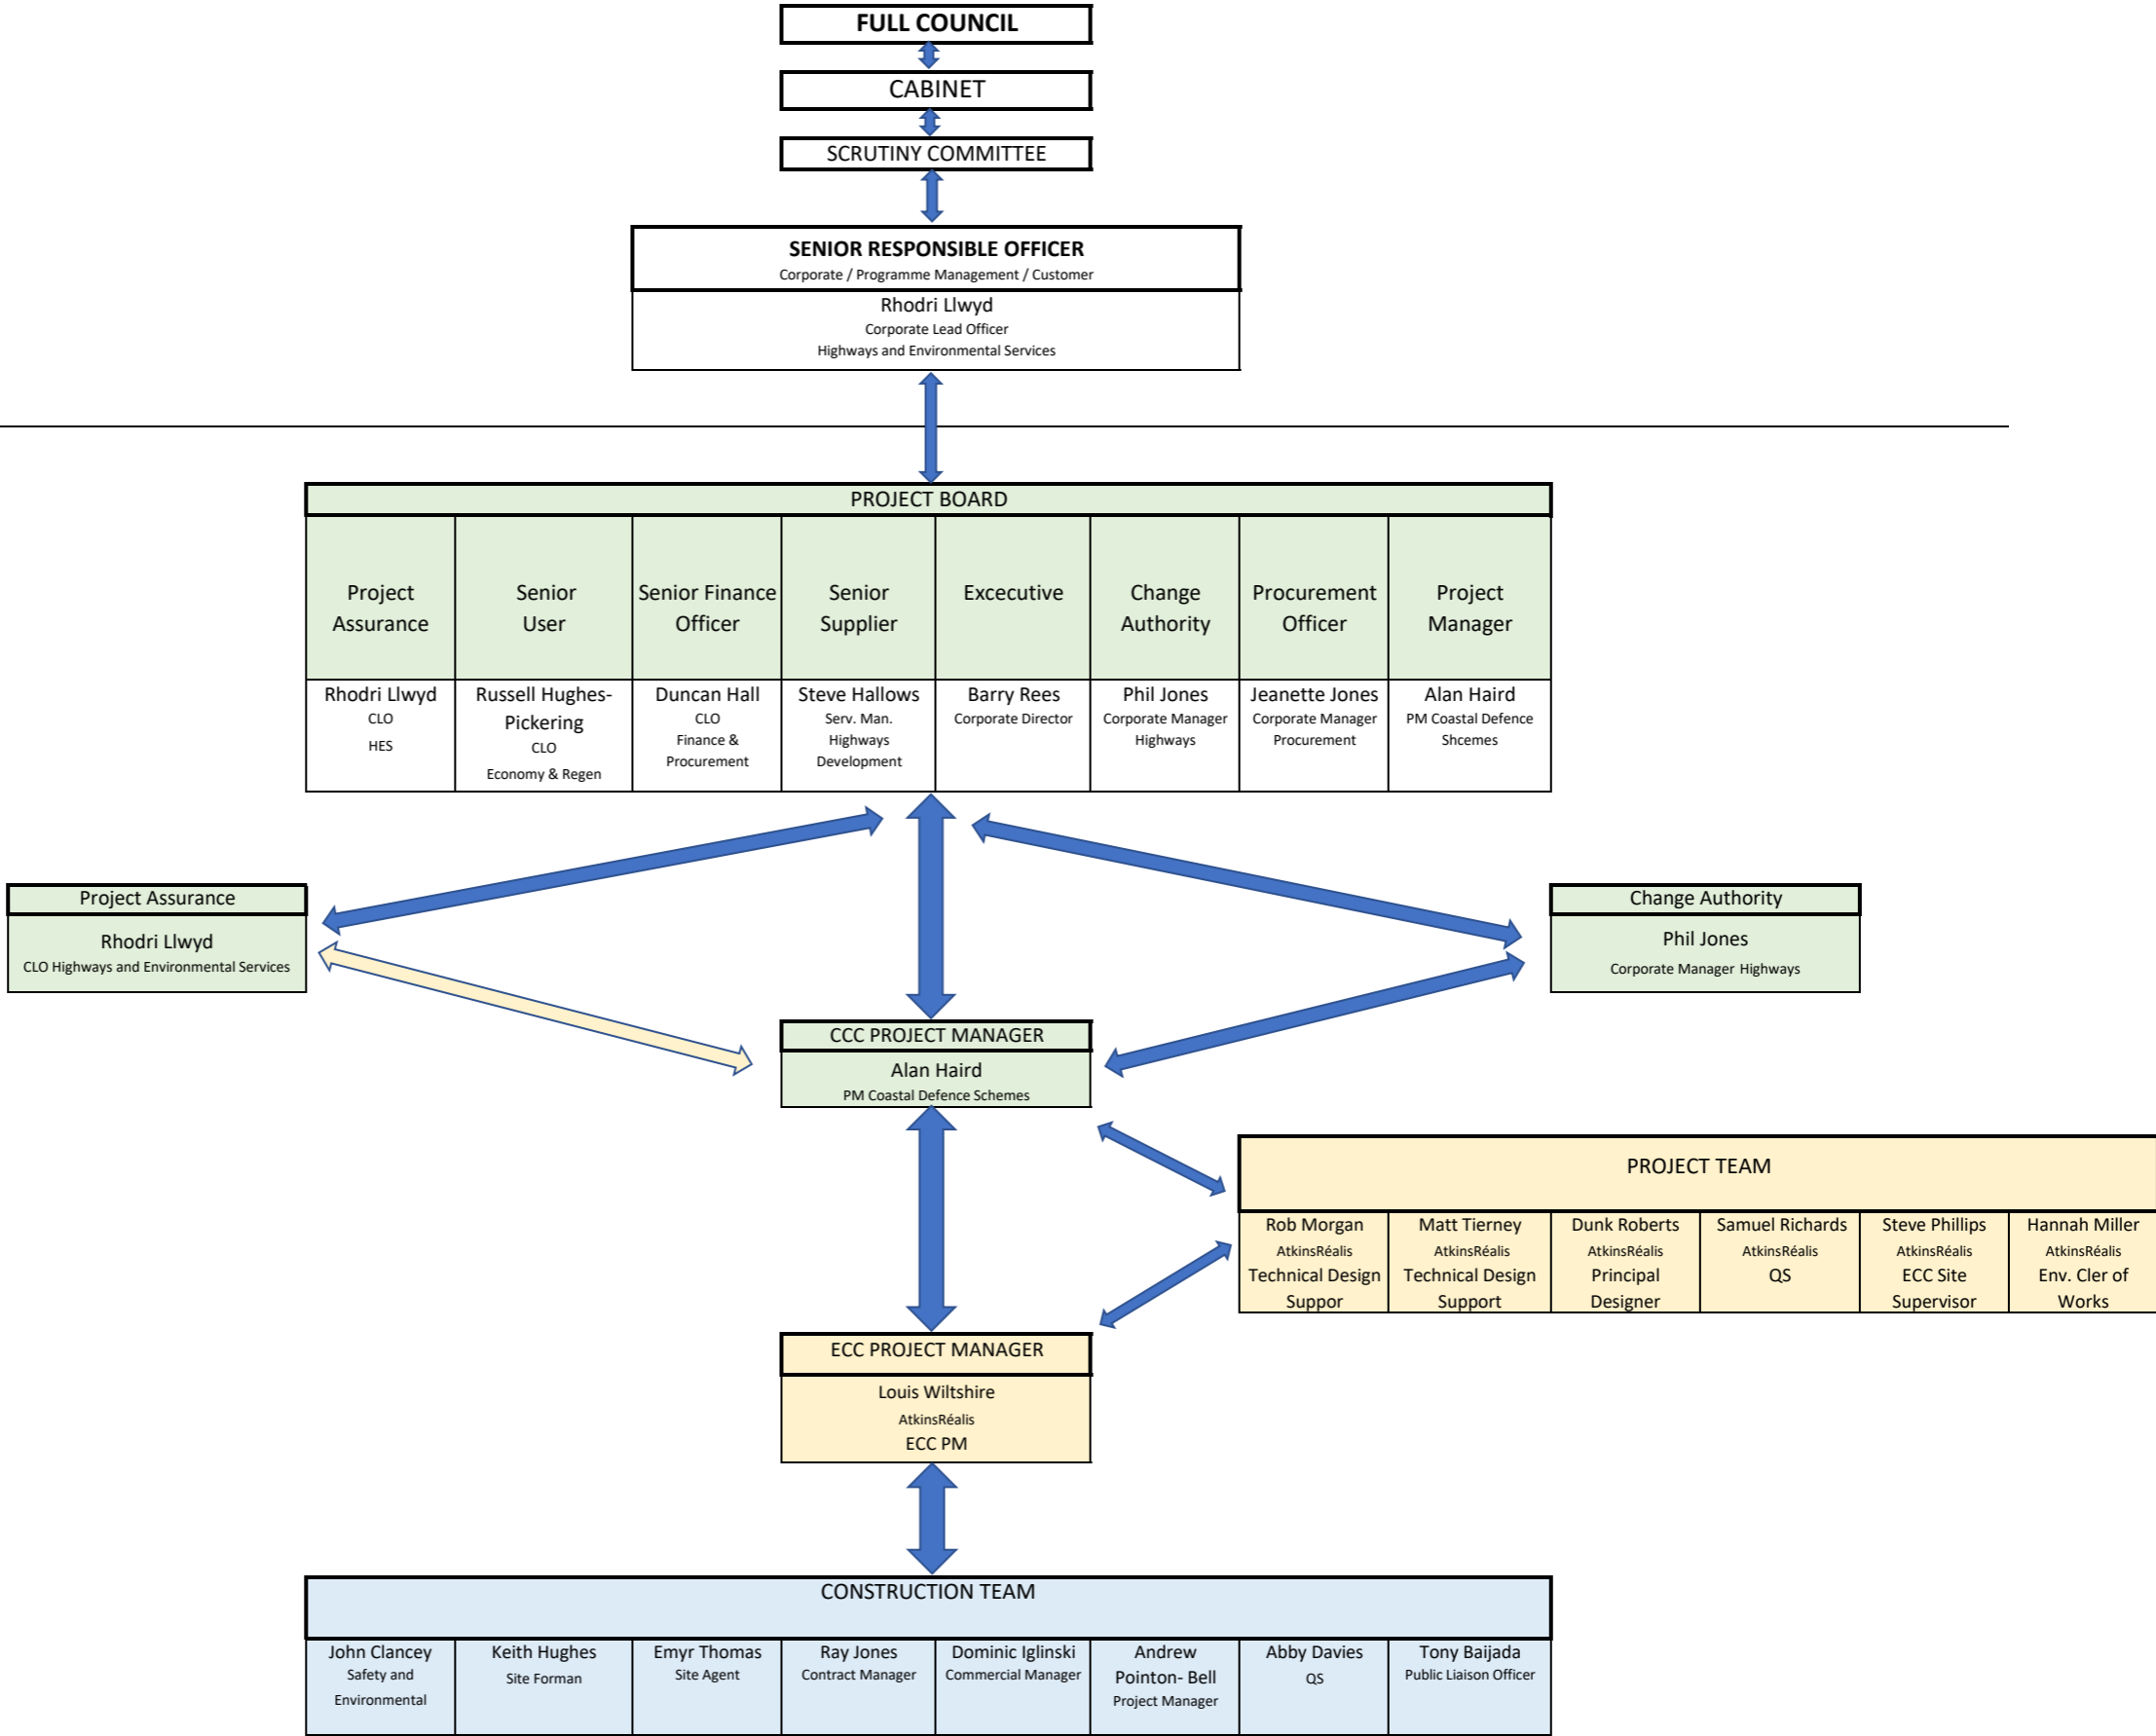 FULL COUNCIL
CABINET
SCRUTINY COMMITTEE
SENIOR RESPONSIBLE OFFICER
Corporate / Programme Management / Customer
Rhodri Llwyd
Corporate Lead Officer
Highways and Environmental Services
PROJECT BOARD
Project
Assurance
Senior
User
Senior Finance
Officer
Senior
Supplier
Excecutive
Change
Authority
Procurement
Officer
Project
Manager
Rhodri Llwyd
CLO
HES
Russell Hughes-
Pickering
CLO
Economy & Regen
Duncan Hall
CLO
Finance &
Procurement
Steve Hallows
Serv. Man.
Highways
Development
Barry Rees
Corporate Director
Phil Jones
Corporate Manager
Highways
Jeanette Jones
Corporate Manager
Procurement
Alan Haird
PM Coastal Defence
Shcemes
Project Assurance
Rhodri Llwyd
CLO Highways and Environmental Services
Change Authority
Phil Jones
Corporate Manager Highways
CCC PROJECT MANAGER
Alan Haird
PM Coastal Defence Schemes
PROJECT TEAM
Rob Morgan
AtkinsRéalis
Technical Design
Suppor
Matt Tierney
AtkinsRéalis
Technical Design
Support
Dunk Roberts
AtkinsRéalis
Principal
Designer
Samuel Richards
AtkinsRéalis
QS
Steve Phillips
AtkinsRéalis
ECC Site
Supervisor
Hannah Miller
AtkinsRéalis
Env. Cler of
Works
ECC PROJECT MANAGER
Louis Wiltshire
AtkinsRéalis
ECC PM
CONSTRUCTION TEAM
John Clancey
Safety and
Environmental
Keith Hughes
Site Forman
Emyr Thomas
Site Agent
Ray Jones
Contract Manager
Dominic Iglinski
Commercial Manager
Andrew
Pointon- Bell
Project Manager
Abby Davies
QS
Tony Baijada
Public Liaison Officer